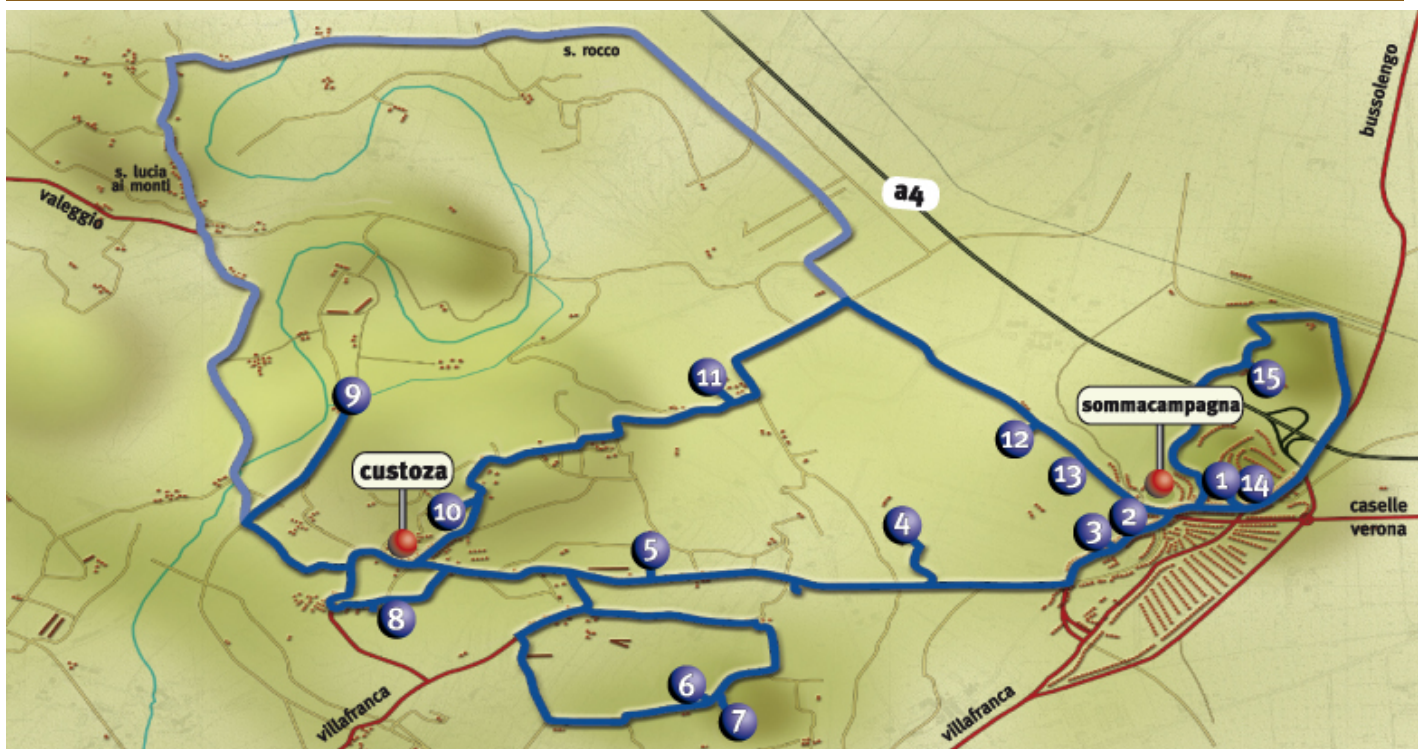 s. rocco
bussolengo
a4
s. lucia
ai monti
valeggio
11
15
9
sommacampagna
12
custoza
13
1
14
10
2
4
3
caselle
verona
5
8
6
7
villafranca
villafranca